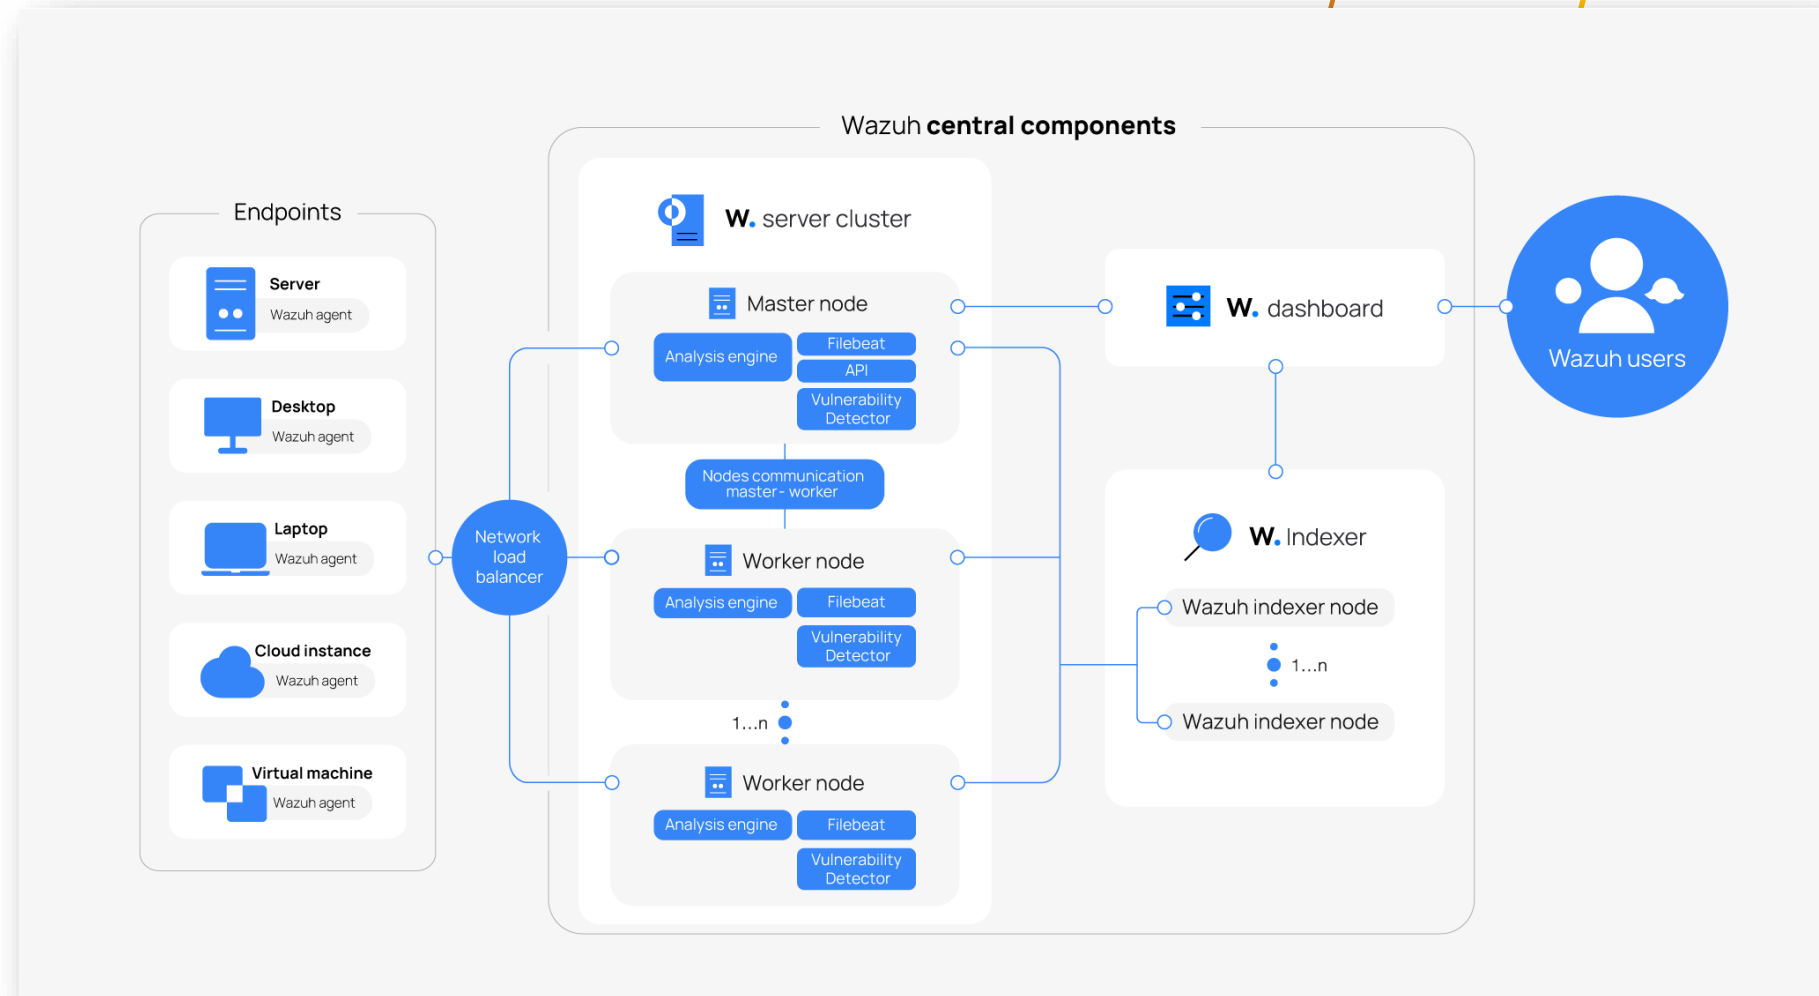 Wazuh central components
Endpoints
Server
Wazuh agent
Desktop
Wazuh agent
Laptop
Wazuh agent
Cloud instance
Wazuh agent
Virtual machine
Wazuh agent
Network
load
balancer
W. server cluster
Master node
Analysis engine
Filebeat
API
Vulnerability
Detector
Nodes communication
master- worker
Worker node
Analysis engine
Filebeat
Vulnerability
Detector
1...n
Worker node
Analysis engine
Filebeat
Vulnerability
Detector
W. dashboard
W. Indexer
Wazuh indexer node
1...n
Wazuh indexer node
Wazuh users